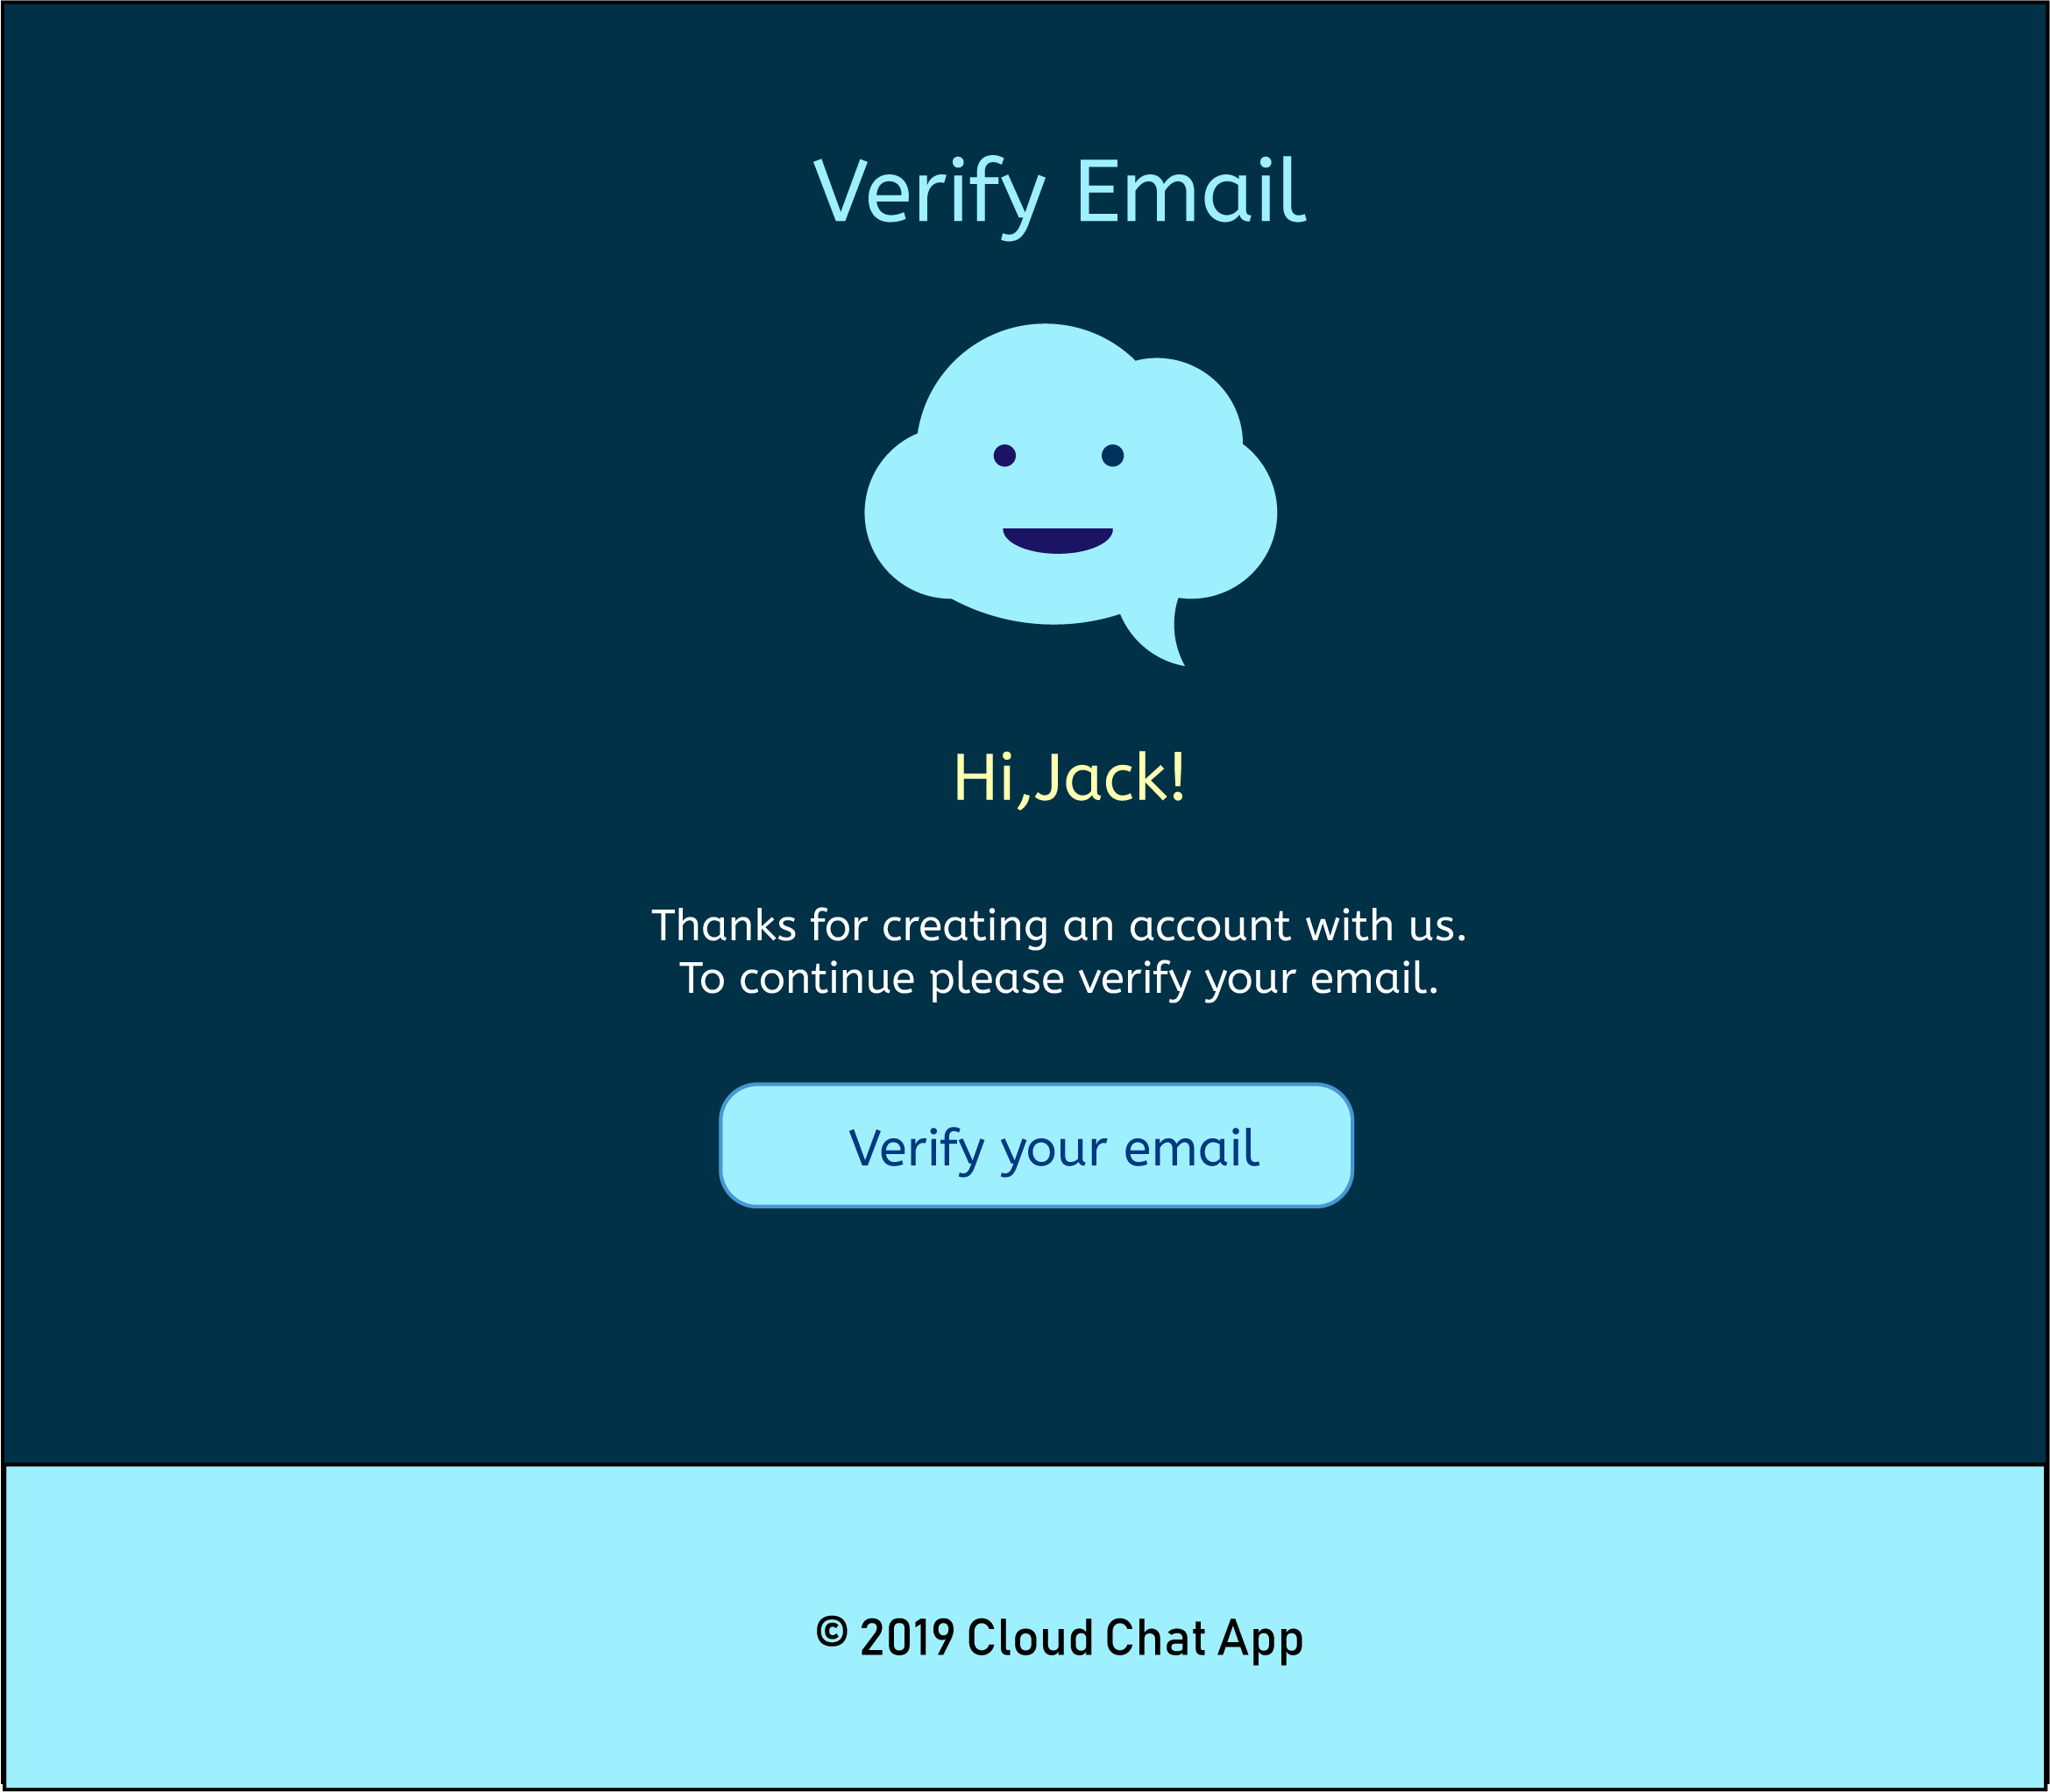 Verify Email
Hi,Jack!
Thanks for creating an account with us.
To continue please verify your email.
Verify your email
© 2019 Cloud Chat App